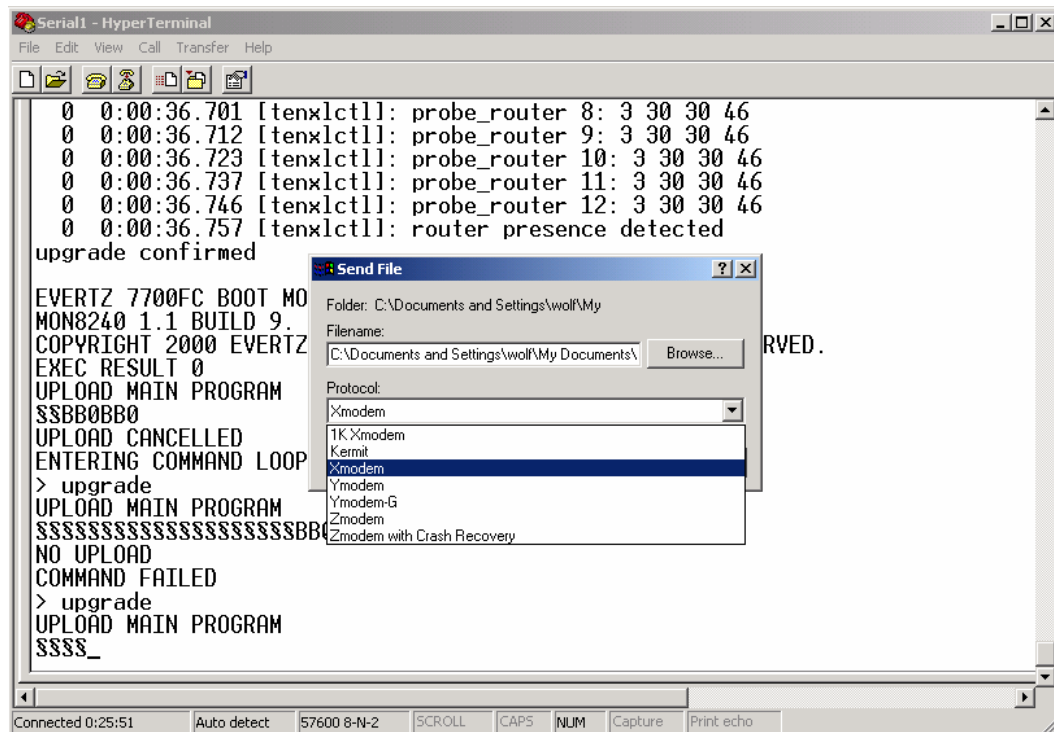 Serial1 - HyperTerminal
File Edit View Call Transfer Help
0 0:00:36.701 [tenxlctl]: probe_router 8: 3 30 30 46
0 0:00:36.712 [tenxlctl]: probe_router 9: 3 30 30 46
0 0:00:36.723 [tenxlctl]: probe_router 10: 3 30 30 46
0 0:00:36.737 [tenxlctl]: probe_router 11: 3 30 30 46
0 0:00:36.746 [tenxlctl]: probe_router 12: 3 30 30 46
0 0:00:36.757 [tenxlctl]: router presence detected
upgrade confirmed
EVERTZ 7700FC BOOT MO
MON8240 1.1 BUILD 9.
COPYRIGHT 2000 EVERTZ RVED.
EXEC RESULT 0
UPLOAD MAIN PROGRAM
§§BB0BB0
UPLOAD CANCELLED
ENTERING COMMAND LOOP
> upgrade
UPLOAD MAIN PROGRAM
§§§§§§§§§§§§§§§§§§§§BB0
NO UPLOAD
COMMAND FAILED
> upgrade
UPLOAD MAIN PROGRAM
§§§§_
Send File
Folder: C:\Documents and Settings\wolf\My
Filename:
C:\Documents and Settings\wolf\My Documents\ Browse...
Protocol:
Xmodem
1K Xmodem
Kermit
Xmodem
Ymodem
Ymodem-G
Zmodem
Zmodem with Crash Recovery
Connected 0:25:51 Auto detect 57600 8-N-2 SCROLL CAPS NUM Capture Print echo